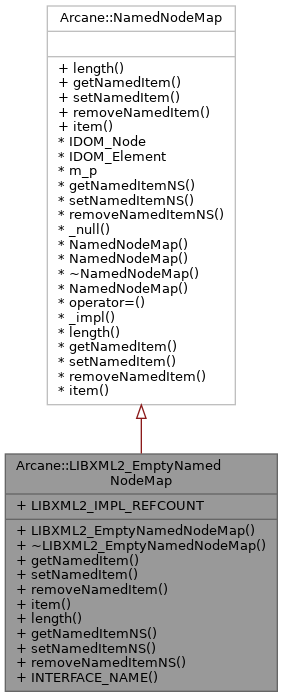 Arcane::NamedNodeMap
+ length()
+ getNamedItem()
+ setNamedItem()
+ removeNamedItem()
+ item()
* IDOM_Node
* IDOM_Element
* m_p
* getNamedItemNS()
* setNamedItemNS()
* removeNamedItemNS()
* _null()
* NamedNodeMap()
* NamedNodeMap()
* ~NamedNodeMap()
* NamedNodeMap()
* operator=()
* _impl()
* length()
* getNamedItem()
* setNamedItem()
* removeNamedItem()
* item()
Arcane::LIBXML2_EmptyNamed
NodeMap
+ LIBXML2_IMPL_REFCOUNT
+ LIBXML2_EmptyNamedNodeMap()
+ ~LIBXML2_EmptyNamedNodeMap()
+ getNamedItem()
+ setNamedItem()
+ removeNamedItem()
+ item()
+ length()
+ getNamedItemNS()
+ setNamedItemNS()
+ removeNamedItemNS()
+ INTERFACE_NAME()